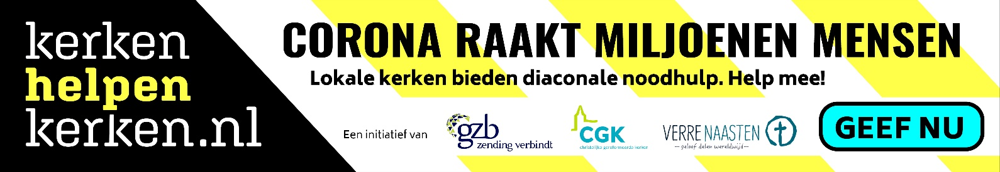 kerken
helpen
kerken.nl
CORONA RAAKT MILJOENEN MENSEN
Lokale kerken bieden diaconale noodhulp. Help mee!
Een initiatief van
gzb
zending verbindt
CGK
christelijke gereformeerde kerken
VERRE NAASTEN
geloof delen wereldwijd
GEEF NU